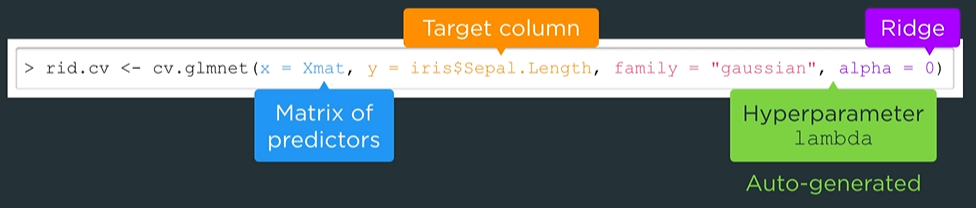 Target column
Ridge
> rid.cv <- cv.glmnet(x = Xmat, y = iris$Sepal.Length, family = "gaussian", alpha = 0)
Matrix of
predictors
Hyperparameter
lambda
Auto-generated